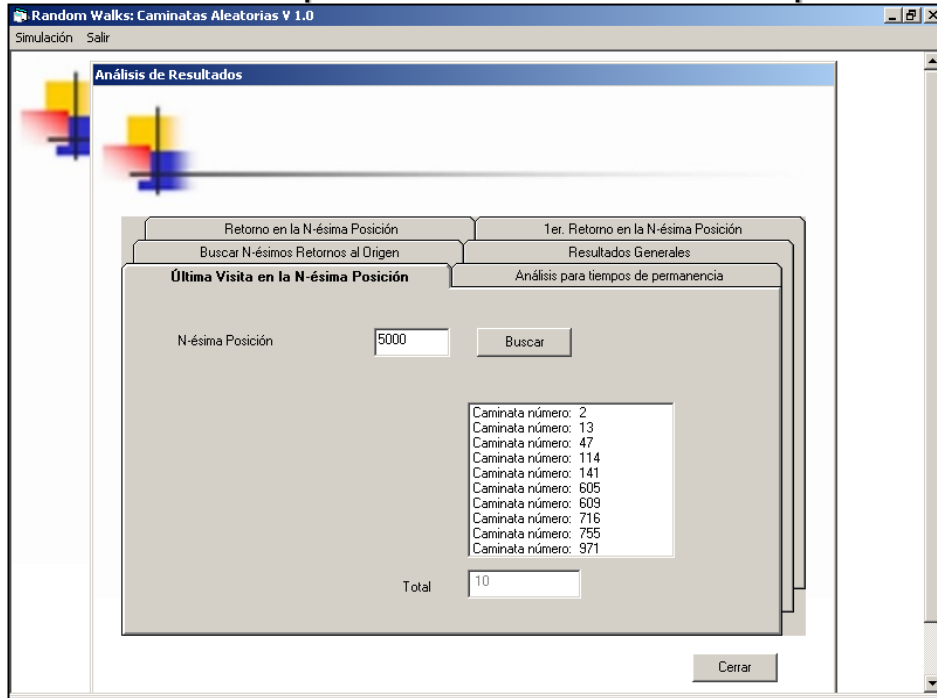 Random Walks: Caminatas Aleatorias V 1.0
Simulación Salir
Análisis de Resultados
Retorno en la N-ésima Posición
1er. Retorno en la N-ésima Posición
Buscar N-ésimos Retornos al Origen
Resultados Generales
Última Visita en la N-ésima Posición
Análisis para tiempos de permanencia
N-ésima Posición
5000
Buscar
Caminata número: 2
Caminata número: 13
Caminata número: 47
Caminata número: 114
Caminata número: 141
Caminata número: 605
Caminata número: 609
Caminata número: 716
Caminata número: 755
Caminata número: 971
Total
10
Cerrar